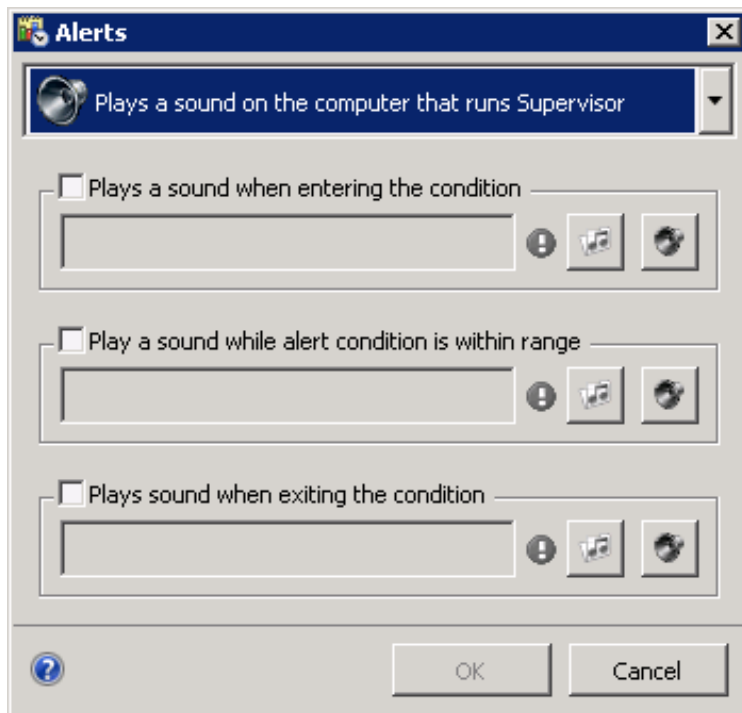 Alerts
Plays a sound on the computer that runs Supervisor
Plays a sound when entering the condition
Play a sound while alert condition is within range
Plays sound when exiting the condition
OK
Cancel